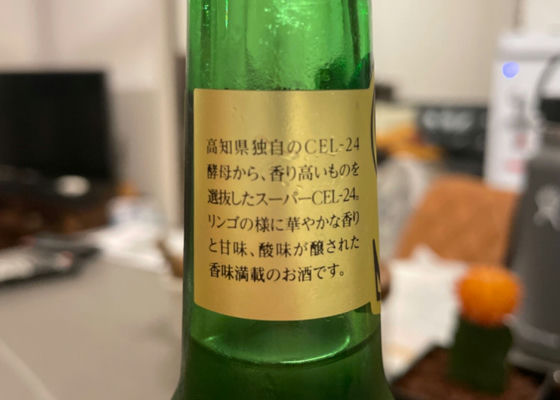 高知県独自のCEL-24
酵母から、香り高いものを
選抜したスーパーCEL-24。
リンゴの様に華やかな香り
と甘味、酸味が醸された
香味満載のお酒です。